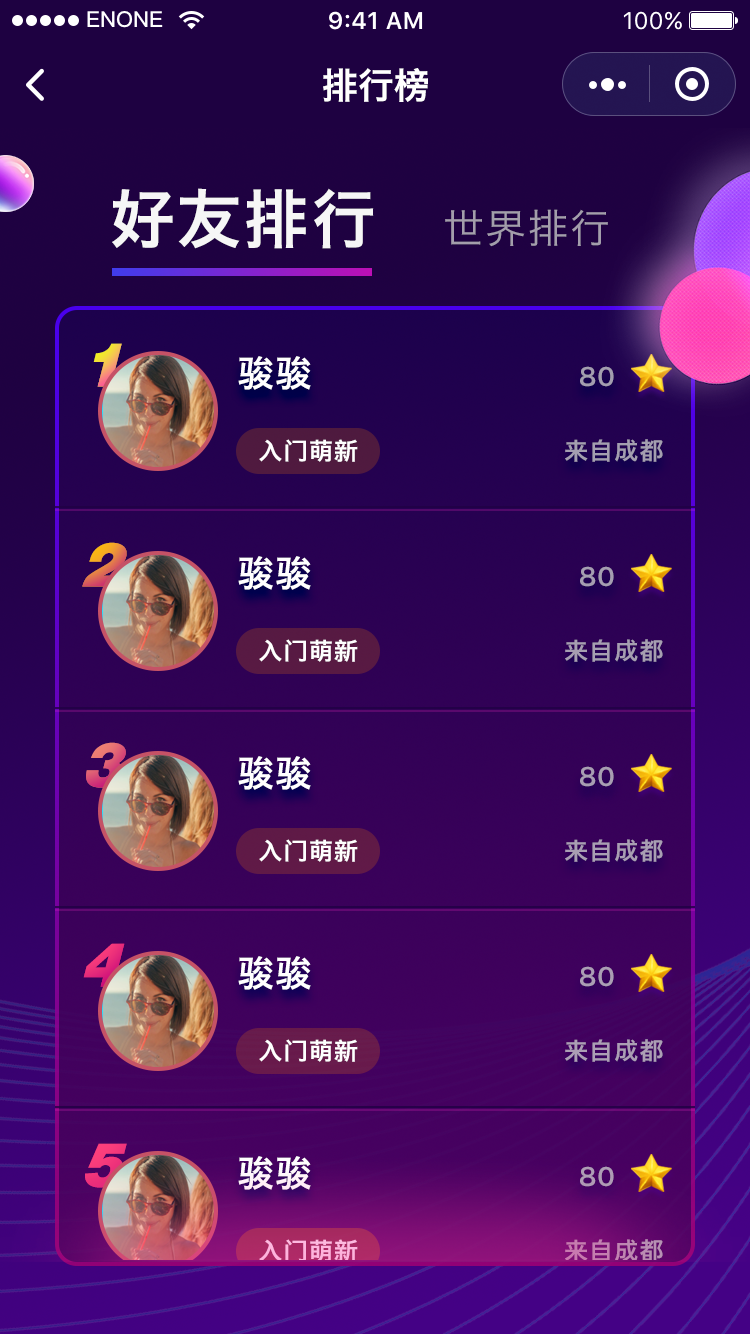 ENONE 9:41 AM 100%
排行榜
好友排行 世界排行
1 骏骏 80
入门萌新 来自成都
2 骏骏 80
入门萌新 来自成都
3 骏骏 80
入门萌新 来自成都
4 骏骏 80
入门萌新 来自成都
5 骏骏 80
入门萌新 来自成都